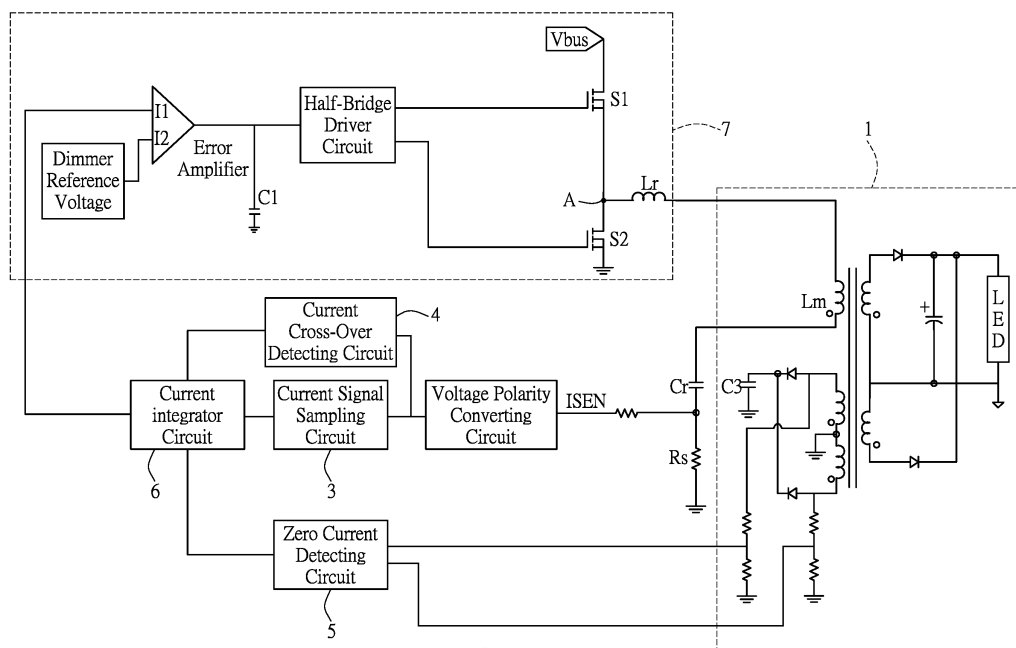 Vbus
S1
I1
I2
Error
Amplifier
Half-Bridge
Driver
Circuit
7
1
Dimmer
Reference
Voltage
C1
A
Lr
S2
Current
Cross-Over
Detecting Circuit
4
Lm
+
LED
Cr
C3
Current
integrator
Circuit
Current Signal
Sampling
Circuit
Voltage Polarity
Converting
Circuit
ISEN
Rs
6
3
Zero Current
Detecting
Circuit
5